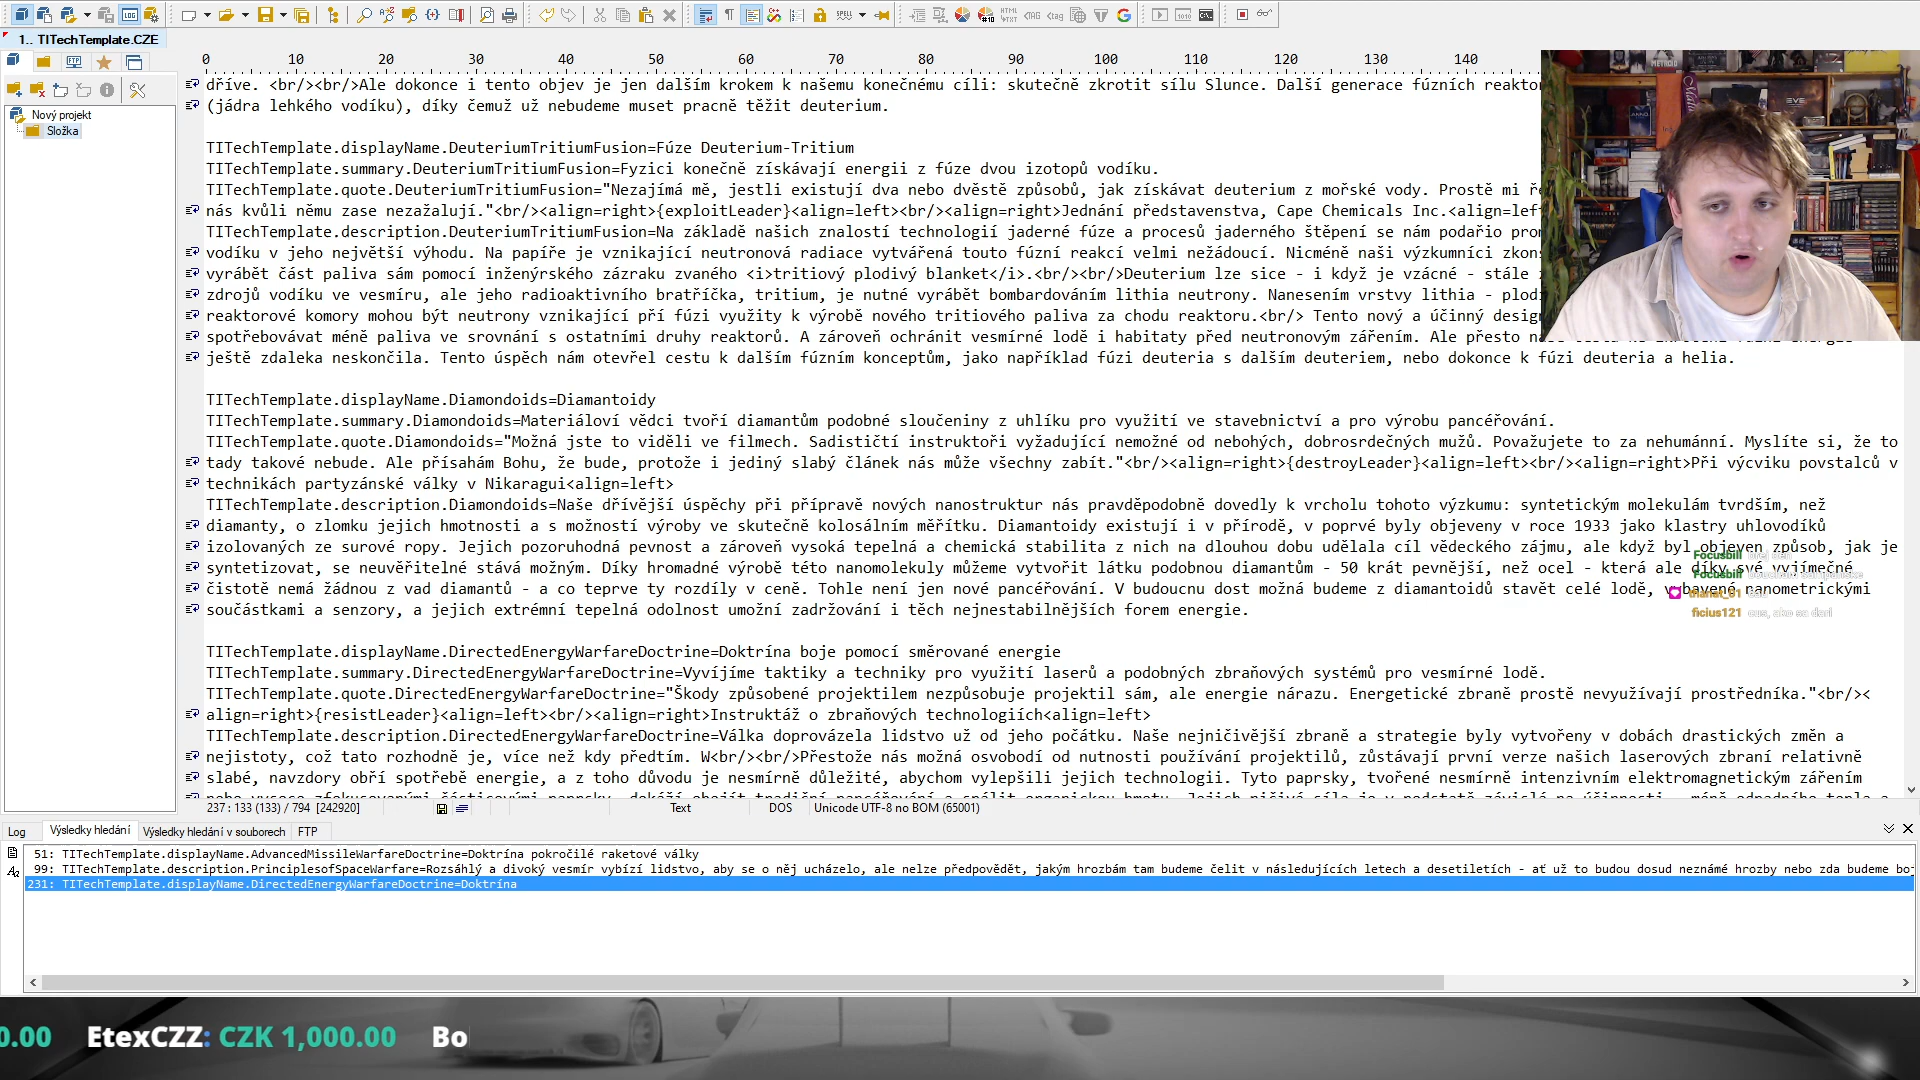 1.. TITechTemplate.CZE
0 10 20 30 40 50 60 70 80 90 100 110 120 130 140
Nový projekt
Složka
dříve. <br/><br/>Ale dokonce i tento objev je jen dalším krokem k našemu konečnému cíli: skutečně zkrotit sílu Slunce. Další generace fúzních reaktor
(jádra lehkého vodíku), díky čemuž už nebudeme muset pracně těžit deuterium.
TITechTemplate.displayName.DeuteriumTritiumFusion=Fúze Deuterium-Tritium
TITechTemplate.summary.DeuteriumTritiumFusion=Fyzici konečně získávají energii z fúze dvou izotopů vodíku.
TITechTemplate.quote.DeuteriumTritiumFusion="Nezajímá mě, jestli existují dva nebo dvěstě způsobů, jak získávat deuterium z mořské vody. Prostě mi ře
nás kvůli němu zase nezažalují."<br/><align=right>{exploitLeader}<align=left><br/><align=right>Jednání představenstva, Cape Chemicals Inc.<align=lef
TITechTemplate.description.DeuteriumTritiumFusion=Na základě našich znalostí technologií jaderné fúze a procesů jaderného štěpení se nám podařio pro
vodíku v jeho největší výhodu. Na papíře je vznikající neutronová radiace vytvářená touto fúzní reakcí velmi nežádoucí. Nicméně naši výzkumníci zkon
vyrábět část paliva sám pomocí inženýrského zázraku zvaného <i>tritiový plodivý blanket</i>.<br/><br/>Deuterium lze sice - i když je vzácné - stále
zdrojů vodíku ve vesmíru, ale jeho radioaktivního bratříčka, tritium, je nutné vyrábět bombardováním lithia neutrony. Nanesením vrstvy lithia - plod
reaktorové komory mohou být neutrony vznikající pří fúzi využity k výrobě nového tritiového paliva za chodu reaktoru.<br/> Tento nový a účinný desig
spotřebovávat méně paliva ve srovnání s ostatními druhy reaktorů. A zároveň ochránit vesmírné lodě i habitaty před neutronovým zářením. Ale přesto
ještě zdaleka neskončila. Tento úspěch nám otevřel cestu k dalším fúzním konceptům, jako například fúzi deuteria s dalším deuteriem, nebo dokonce k fúzi deuteria a helia.
TITechTemplate.displayName.Diamondoids=Diamantoidy
TITechTemplate.summary.Diamondoids=Materiáloví vědci tvoří diamantům podobné sloučeniny z uhlíku pro využití ve stavebnictví a pro výrobu pancéřování.
TITechTemplate.quote.Diamondoids="Možná jste to viděli ve filmech. Sadističtí instruktoři vyžadující nemožné od nebohých, dobrosrdečných mužů. Považujete to za nehumánní. Myslíte si, že to
tady takové nebude. Ale přísahám Bohu, že bude, protože i jediný slabý článek nás může všechny zabít."<br/><align=right>{destroyLeader}<align=left><br/><align=right>Při výcviku povstalců v
technikách partyzánské války v Nikaragui<align=left>
TITechTemplate.description.Diamondoids=Naše dřívější úspěchy při přípravě nových nanostruktur nás pravděpodobně dovedly k vrcholu tohoto výzkumu: syntetickým molekulám tvrdším, než
diamanty, o zlomku jejich hmotnosti a s možností výroby ve skutečně kolosálním měřítku. Diamantoidy existují i v přírodě, v poprvé byly objeveny v roce 1933 jako klastry uhlovodíků
izolovaných ze surové ropy. Jejich pozoruhodná pevnost a zároveň vysoká tepelná a chemická stabilita z nich na dlouhou dobu udělala cíl vědeckého zájmu, ale když byl objeven způsob, jak je
syntetizovat, se neuvěřitelné stává možným. Díky hromadné výrobě této nanomolekuly můžeme vytvořit látku podobnou diamantům - 50 krát pevnější, než ocel - která ale díky své výjimečné
čistotě nemá žádnou z vad diamantů - a co teprve ty rozdíly v ceně. Tohle není jen nové pancéřování. V budoucnu dost možná budeme z diamantoidů stavět celé lodě, vybavené nanometrickými
součástkami a senzory, a jejich extrémní tepelná odolnost umožní zadržování i těch nejnestabilnějších forem energie.
Focusbill
Focusbill
ficius121
TITechTemplate.displayName.DirectedEnergyWarfareDoctrine=Doktrína boje pomocí směrované energie
TITechTemplate.summary.DirectedEnergyWarfareDoctrine=Vyvíjíme taktiky a techniky pro využití laserů a podobných zbraňových systémů pro vesmírné lodě.
TITechTemplate.quote.DirectedEnergyWarfareDoctrine="Škody způsobené projektilem nezpůsobuje projektil sám, ale energie nárazu. Energetické zbraně prostě nevyužívají prostředníka."<br/><
align=right>{resistLeader}<align=left><br/><align=right>Instruktáž o zbraňových technologiích<align=left>
TITechTemplate.description.DirectedEnergyWarfareDoctrine=Válka doprovázela lidstvo už od jeho počátku. Naše nejničivější zbraně a strategie byly vytvořeny v dobách drastických změn a
nejistoty, což tato rozhodně je, více než kdy předtím. W<br/><br/>Přestože nás možná osvobodí od nutnosti používání projektilů, zůstávají první verze našich laserových zbraní relativně
slabé, navzdory obří spotřebě energie, a z toho důvodu je nesmírně důležité, abychom vylepšili jejich technologii. Tyto paprsky, tvořené nesmírně intenzivním elektromagnetickým zářením
237 : 133 (133) / 794 [242920] Text DOS Unicode UTF-8 no BOM (65001)
Log Výsledky hledání Výsledky hledání v souborech FTP
51: TITechTemplate.displayName.AdvancedMissileWarfareDoctrine=Doktrína pokročilé raketové války
99: TITechTemplate.description.PrinciplesofSpaceWarfare=Rozsáhlý a divoký vesmír vybízí lidstvo, aby se o něj ucházelo, ale nelze předpovědět, jakým hrozbám tam budeme čelit v následujících letech a desetiletích - ať už to budou dosud neznámé hrozby nebo zda budeme bo
231: TITechTemplate.displayName.DirectedEnergyWarfareDoctrine=Doktrína
0.00 EtexCZZ: CZK 1,000.00 Bo